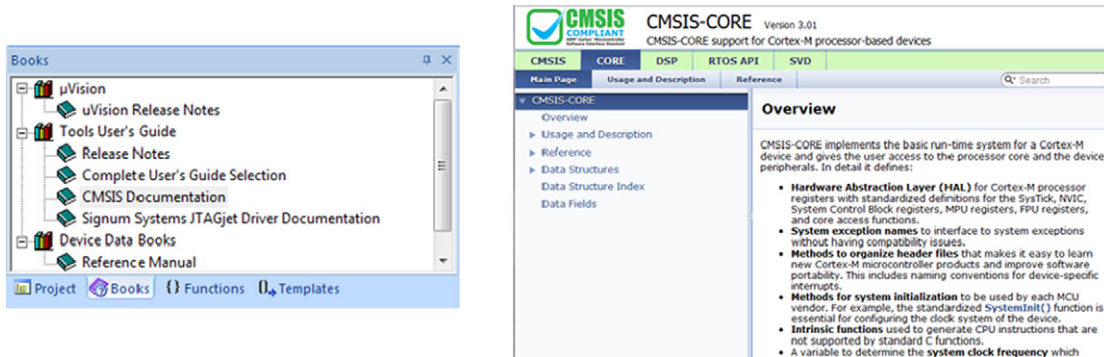 Books
µVision
uVision Release Notes
Tools User's Guide
Release Notes
Complete User's Guide Selection
CMSIS Documentation
Signum Systems JTAGjet Driver Documentation
Device Data Books
Reference Manual
Project Books {} Functions 0 Templates
CMSIS
COMPLIANT
ARM Cortex Microcontroller
Software Interface Standard
CMSIS-CORE Version 3.01
CMSIS-CORE support for Cortex-M processor-based devices
CMSIS CORE DSP RTOS API SVD
Main Page Usage and Description Reference Search
CMSIS-CORE
Overview
Usage and Description
Reference
Data Structures
Data Structure Index
Data Fields
Overview
CMSIS-CORE implements the basic run-time system for a Cortex-M
device and gives the user access to the processor core and the device
peripherals. In detail it defines:
• Hardware Abstraction Layer (HAL) for Cortex-M processor
registers with standardized definitions for the SysTick, NVIC,
System Control Block registers, MPU registers, FPU registers,
and core access functions.
• System exception names to interface to system exceptions
without having compatibility issues.
• Methods to organize header files that makes it easy to learn
new Cortex-M microcontroller products and improve software
portability. This includes naming conventions for device-specific
interrupts.
• Methods for system initialization to be used by each MCU
vendor. For example, the standardized SystemInit() function is
essential for configuring the clock system of the device.
• Intrinsic functions used to generate CPU instructions that are
not supported by standard C functions.
• A variable to determine the system clock frequency which